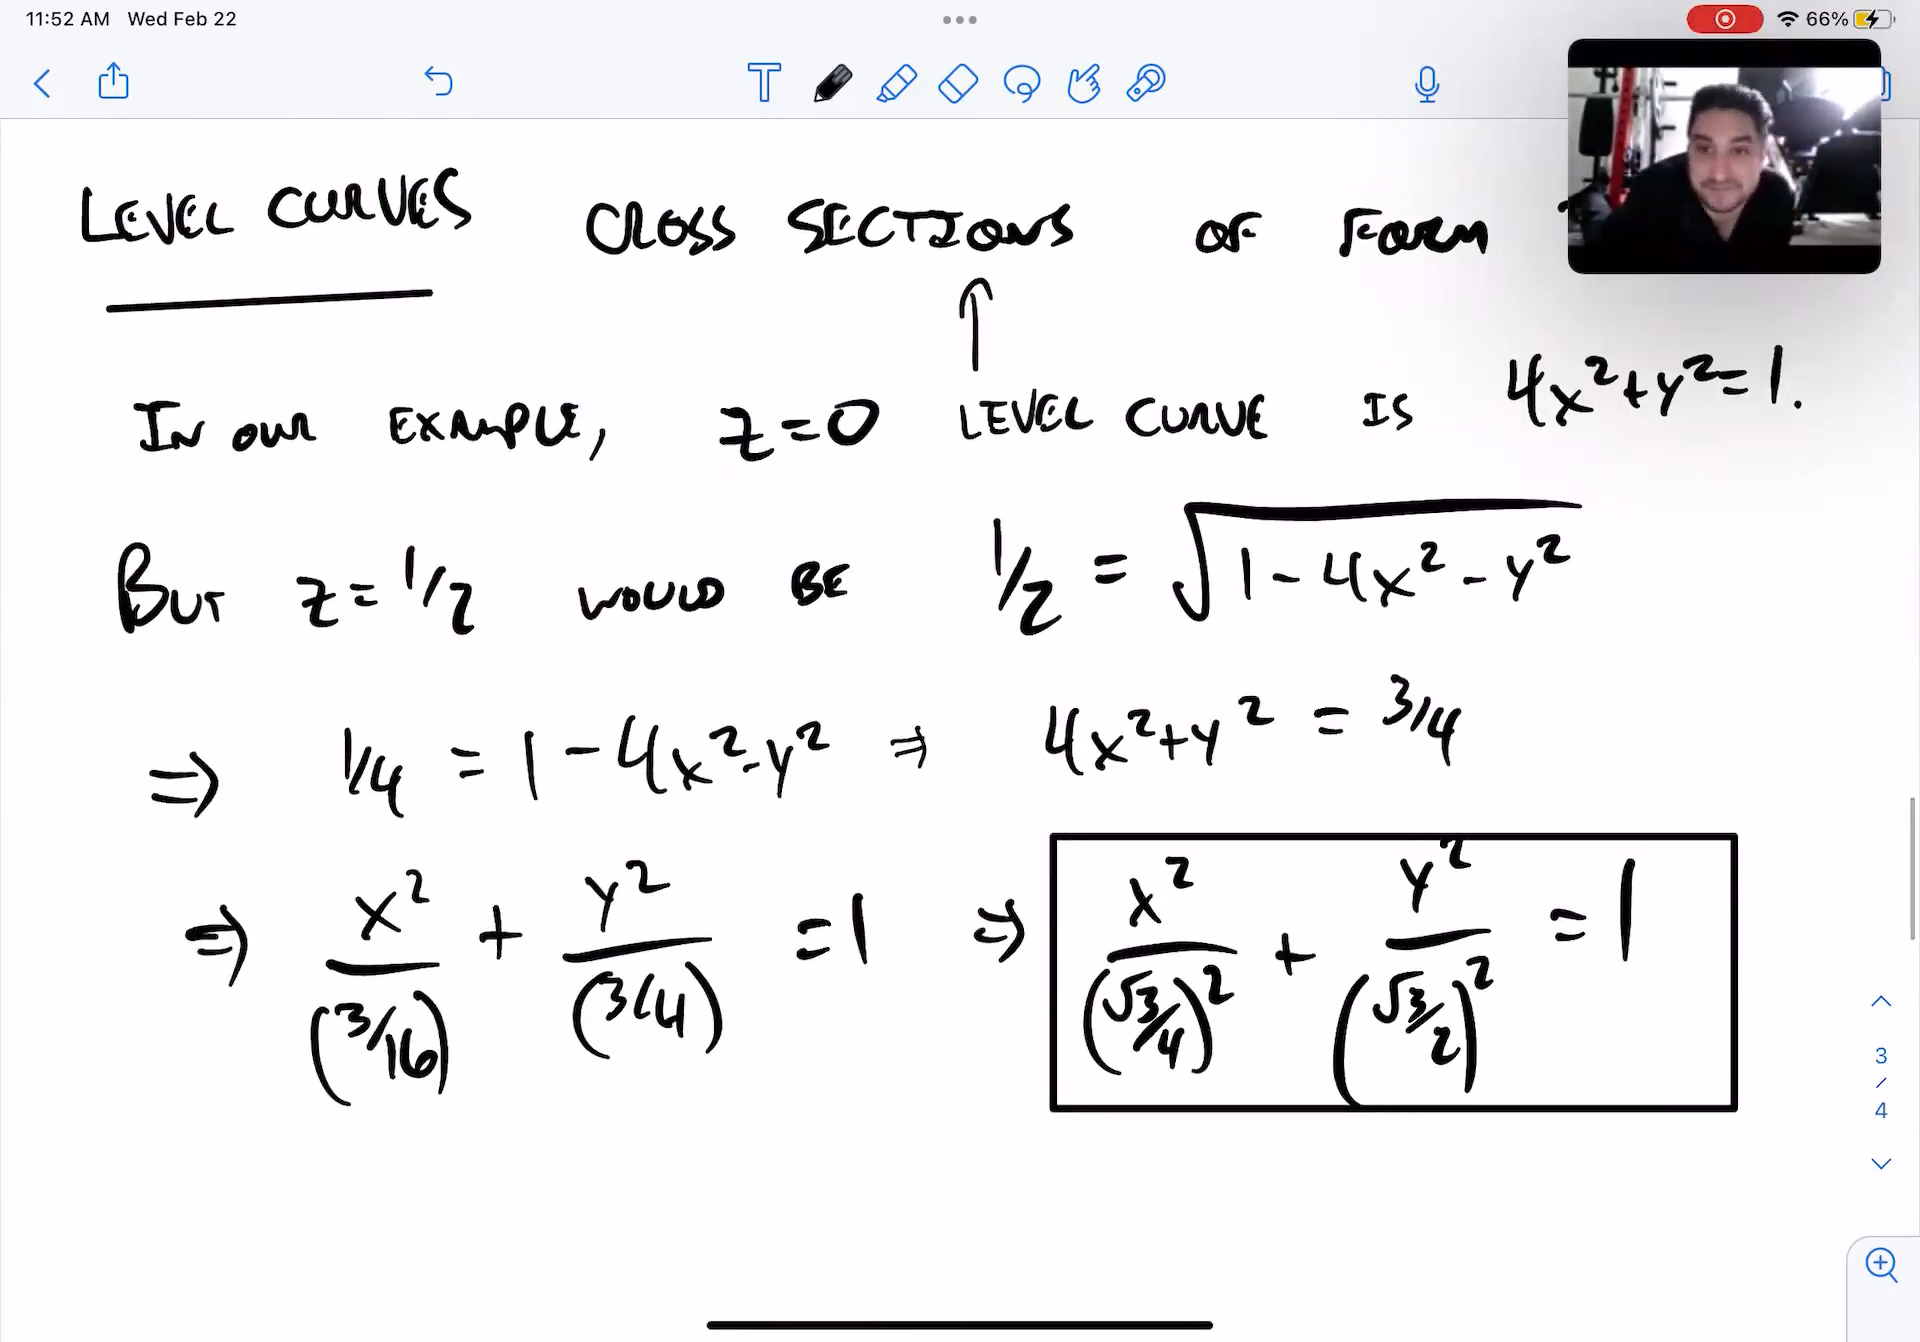 11:52 AM Wed Feb 22
66%
T
LEVEL CURVES CROSS SECTIONS OF FORM
IN OUR EXAMPLE, z=0 LEVEL CURVE IS 4x²+y²=1.
BUT z=1/2 WOULD BE 1/2 = √(1-4x²-y²)
⇒ 1/4 = 1-4x²-y² ⇒ 4x²+y² = 3/4
⇒ x²/(3/16) + y²/(3/4) = 1 ⇒ x²/(√3/4)² + y²/(√3/2)² = 1
3
/
4